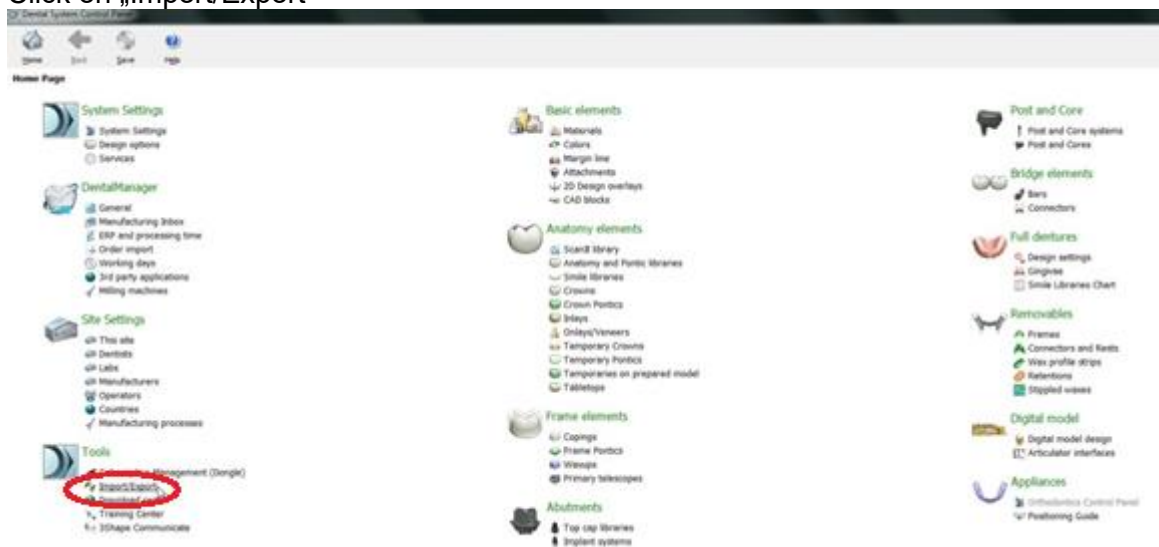 Click on „Import/Export“
Dental System Control Panel
Home Back Save Help
Home Page
System Settings
System Settings
Design options
Services
DentalManager
General
Manufacturing Inbox
ERP and processing time
Order import
Working days
3rd party applications
Milling machines
Site Settings
This site
Dentists
Labs
Manufacturers
Operators
Countries
Manufacturing processes
Tools
Management (Dongle)
Import/Export
Download
Training Center
3Shape Communicate
Basic elements
Materials
Colors
Margin line
Attachments
2D Design overlays
CAD blocks
Anatomy elements
ScanIt library
Anatomy and Pontic libraries
Smile libraries
Crowns
Crown Pontics
Inlays
Onlays/Veneers
Temporary Crowns
Temporary Pontics
Temporaries on prepared model
Tabletops
Frame elements
Copings
Frame Pontics
Waxups
Primary telescopes
Abutments
Top cap libraries
Implant systems
Post and Core
Post and Core systems
Post and Cores
Bridge elements
Bars
Connectors
Full dentures
Design settings
Gingivae
Smile Libraries Chart
Removables
Frames
Connectors and Rests
Wax profile strips
Retentions
Stippled waxes
Digital model
Digital model design
Articulator interfaces
Appliances
Orthodontics Control Panel
Positioning Guide